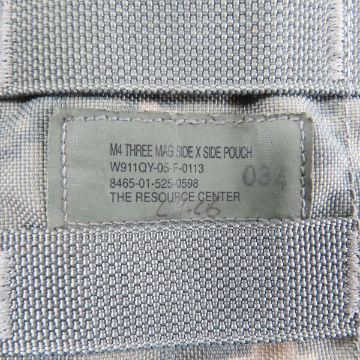 M4 THREE MAG SIDE X SIDE POUCH
W911QY-05-F-0113
8465-01-525-0598
THE RESOURCE CENTER
034